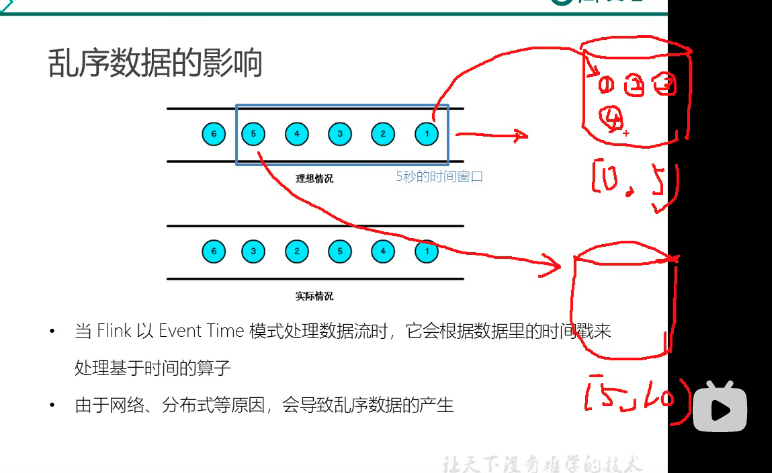 乱序数据的影响
① ② ③
④
6 5 4 3 2 1
理想情况
5秒的时间窗口
[0, 5)
6 3 2 5 4 1
实际情况
• 当 Flink 以 Event Time 模式处理数据流时，它会根据数据里的时间戳来
处理基于时间的算子
[5, 10)
• 由于网络、分布式等原因，会导致乱序数据的产生
让天下没有难学的技术